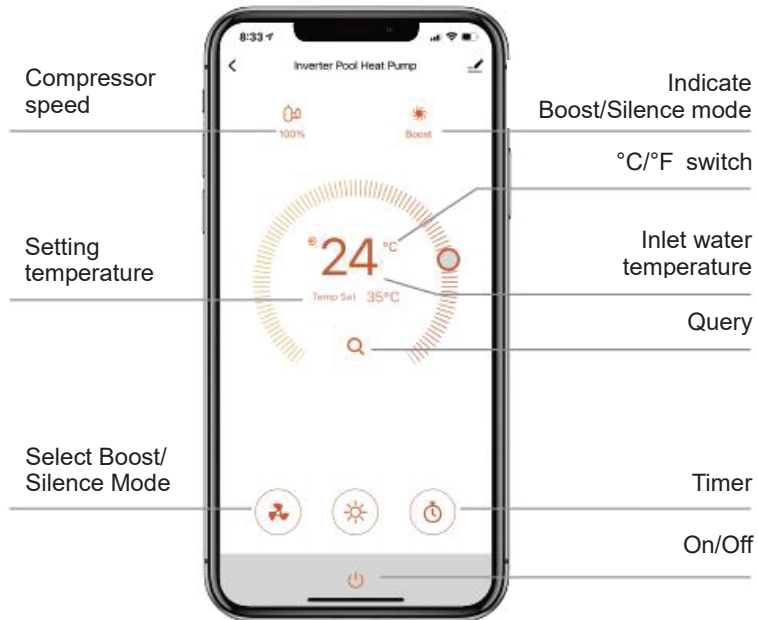 8:33
Inverter Pool Heat Pump
Compressor
speed
Indicate
Boost/Silence mode
100%
Boost
°C/°F switch
24 °C
Setting
temperature
Inlet water
temperature
Temp Set 35°C
Query
Select Boost/
Silence Mode
Timer
On/Off